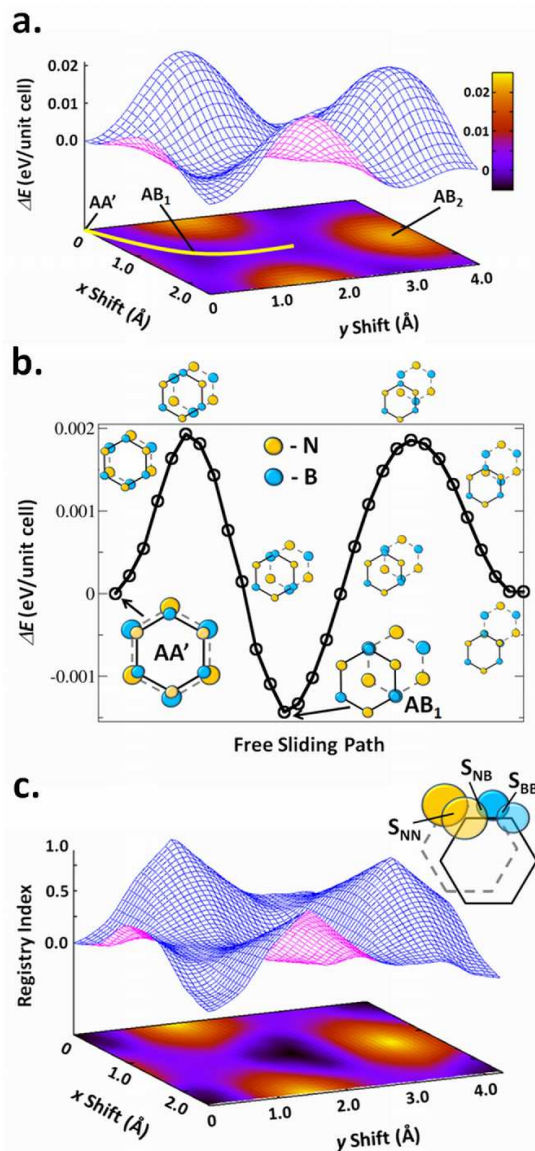 a.
0.02
0.01
0.0
ΔE (eV/unit cell)
0.02
0.01
0
AA'
AB₁
AB₂
0
1.0
2.0
x Shift (Å)
0
1.0
2.0
3.0
4.0
y Shift (Å)
b.
0.002
0.001
0
-0.001
ΔE (eV/unit cell)
- N
- B
AA'
AB₁
Free Sliding Path
c.
1.0
0.5
0.0
Registry Index
S_NN
S_NB
S_BB
0
1.0
2.0
x Shift (Å)
0
1.0
2.0
3.0
4.0
y Shift (Å)